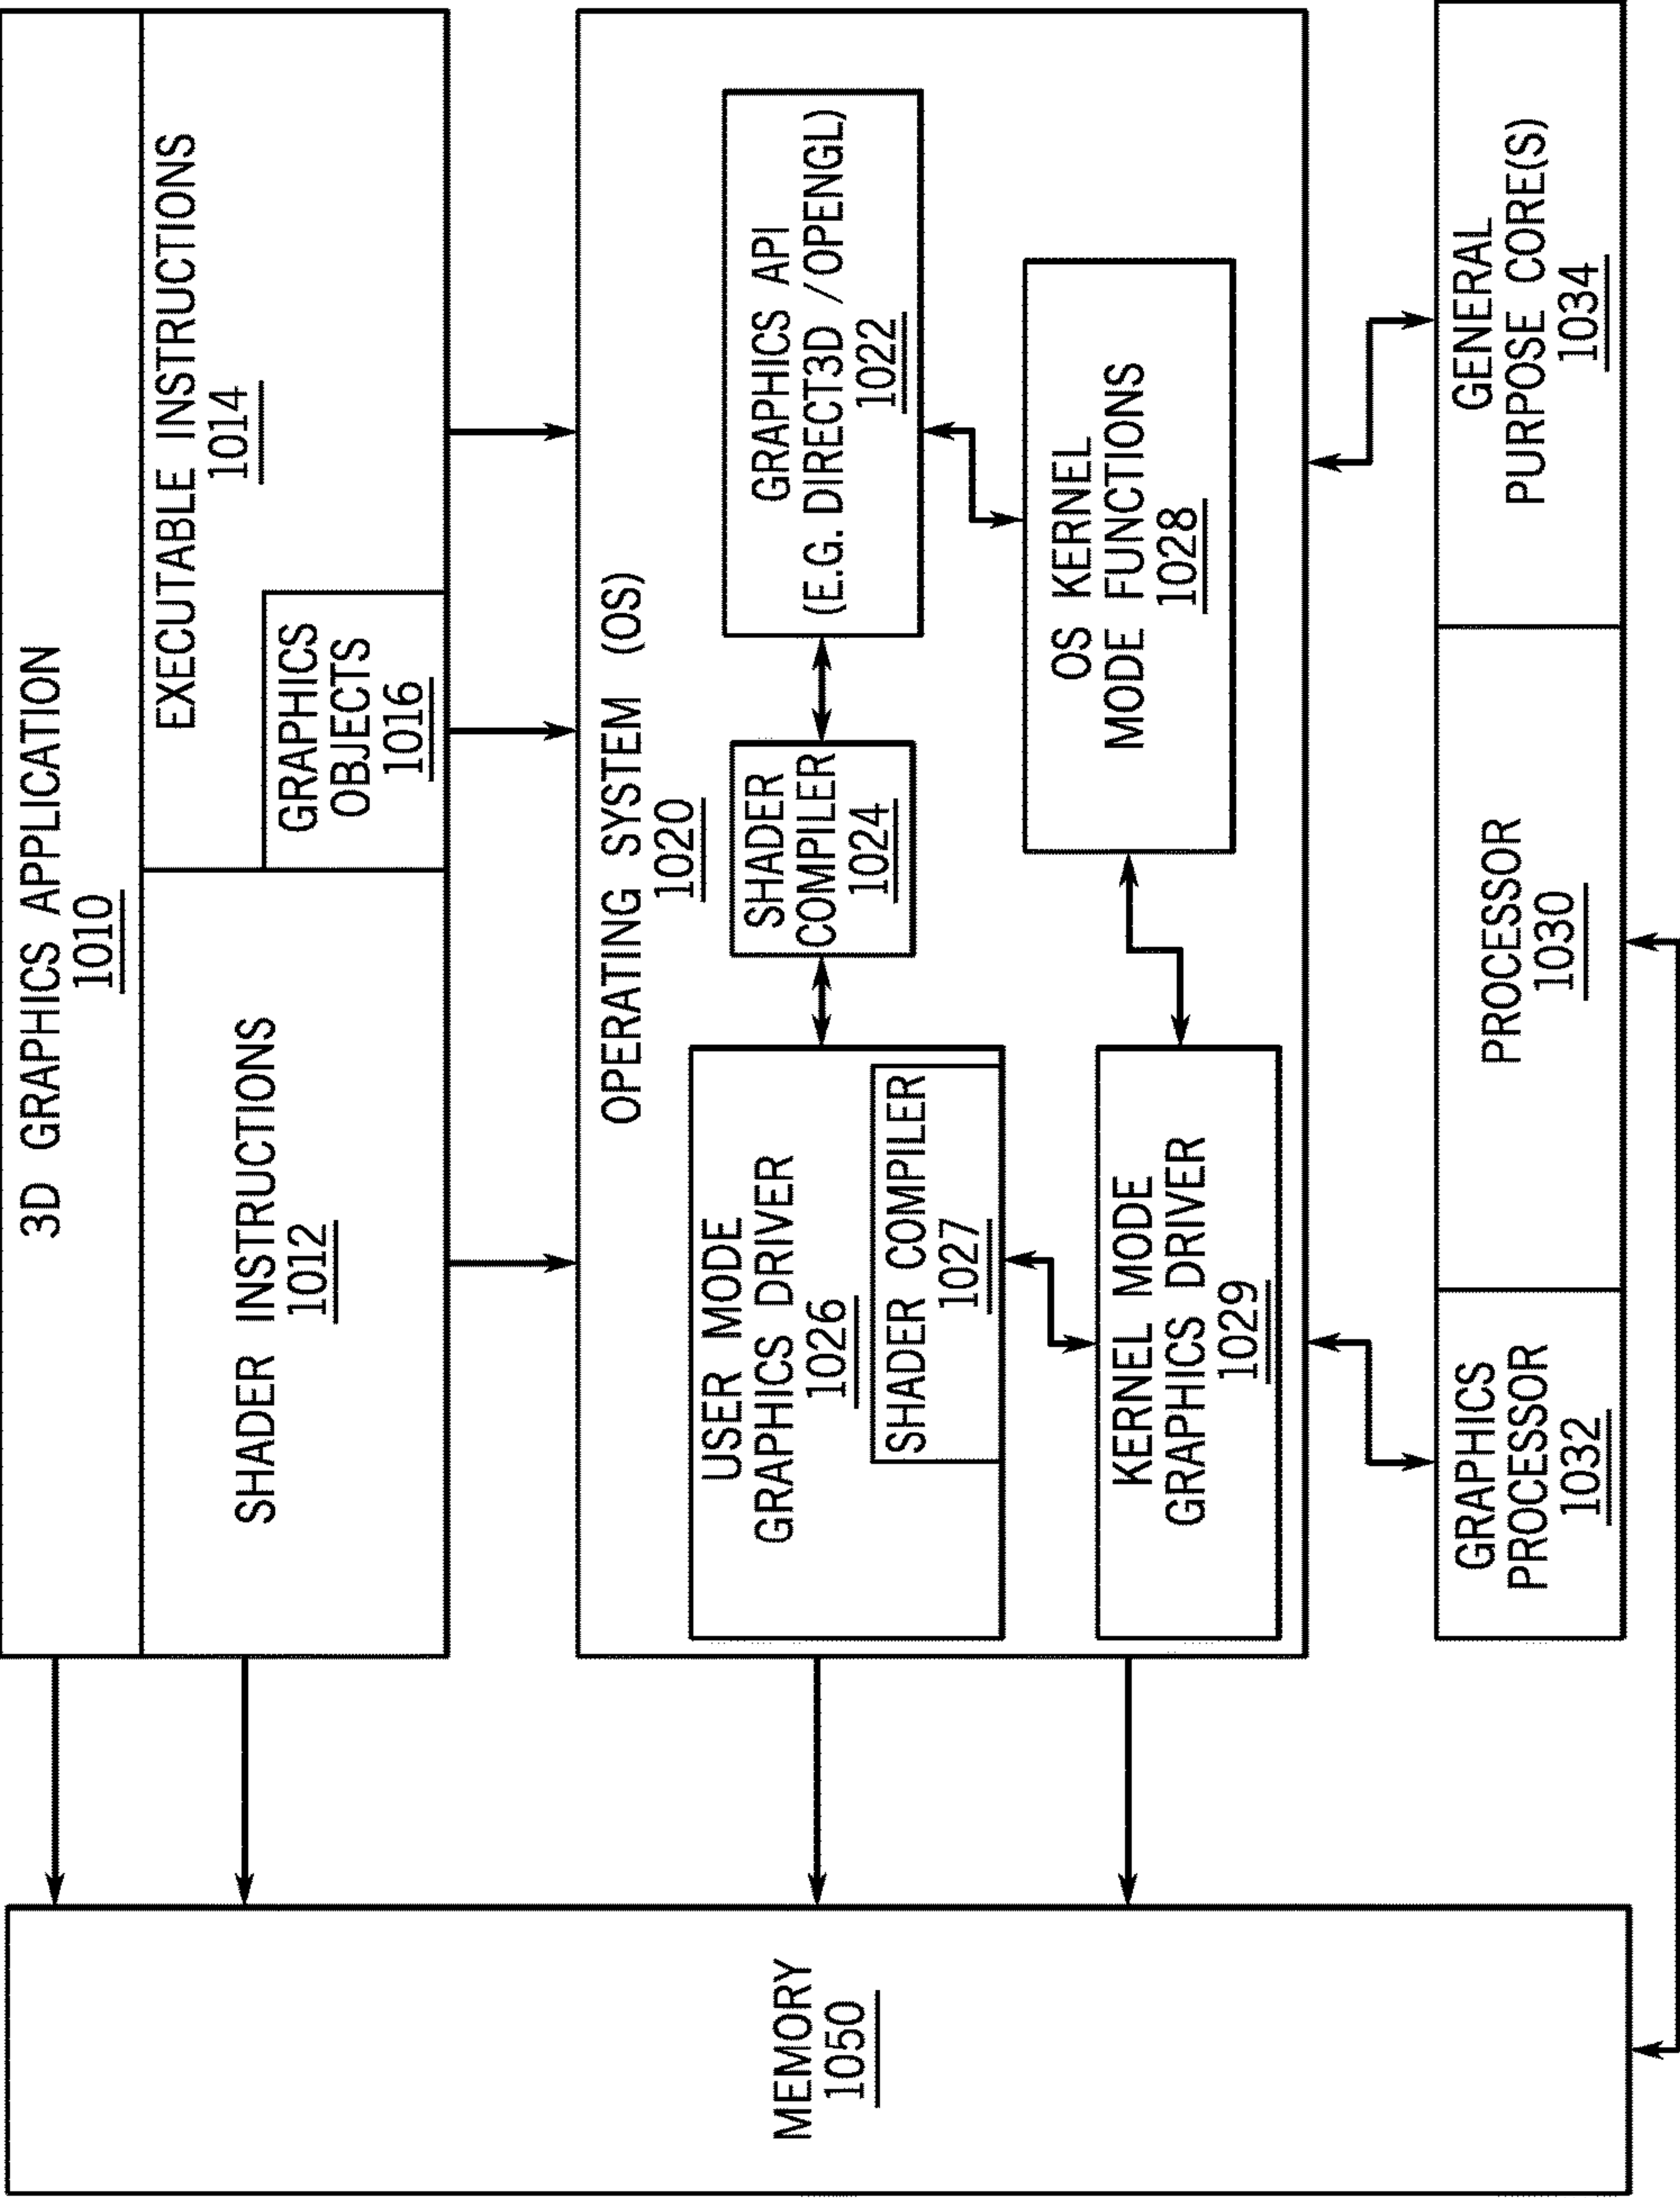 3D GRAPHICS APPLICATION
1010
SHADER INSTRUCTIONS
1012
EXECUTABLE INSTRUCTIONS
1014
GRAPHICS
OBJECTS
1016
OPERATING SYSTEM (OS)
1020
USER MODE
GRAPHICS DRIVER
1026
SHADER COMPILER
1027
SHADER
COMPILER
1024
GRAPHICS API
(E.G. DIRECT3D / OPENGL)
1022
KERNEL MODE
GRAPHICS DRIVER
1029
OS KERNEL
MODE FUNCTIONS
1028
GRAPHICS
PROCESSOR
1032
PROCESSOR
1030
GENERAL
PURPOSE CORE(S)
1034
MEMORY
1050